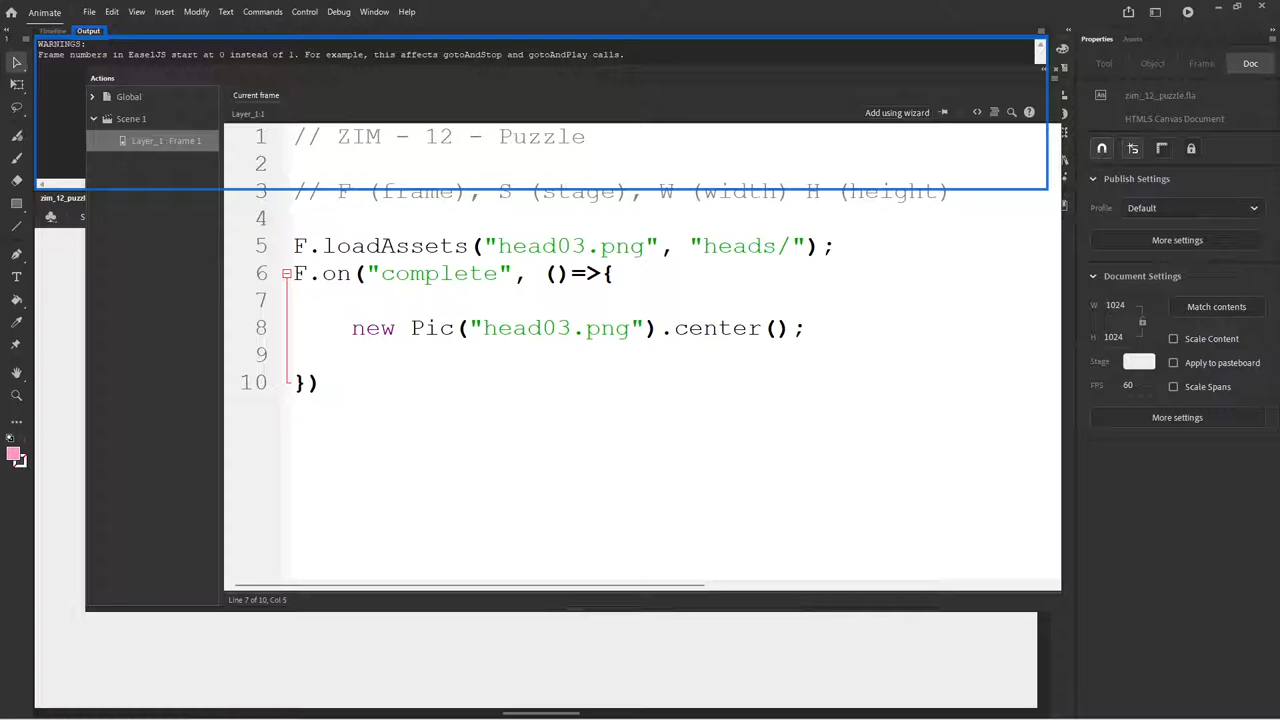 Animate
File Edit View Insert Modify Text Commands Control Debug Window Help
Timeline Output
WARNINGS:
Frame numbers in EaselJS start at 0 instead of 1. For example, this affects gotoAndStop and gotoAndPlay calls.
Actions
Global
Scene 1
Layer_1 : Frame 1
Current frame
Layer_1:1
Add using wizard
1 // ZIM - 12 - Puzzle
2
3 // F (frame), S (stage), W (width) H (height)
4
5 F.loadAssets("head03.png", "heads/");
6 F.on("complete", ()=>{
7
8 new Pic("head03.png").center();
9
10 })
Line 7 of 10, Col 5
zim_12_puzzl
S
Properties Assets
Tool Object Frame Doc
An zim_12_puzzle.fla
HTML5 Canvas Document
Publish Settings
Profile Default
More settings
Document Settings
W 1024 Match contents
H 1024 Scale Content
Stage Apply to pasteboard
FPS 60 Scale Spans
More settings